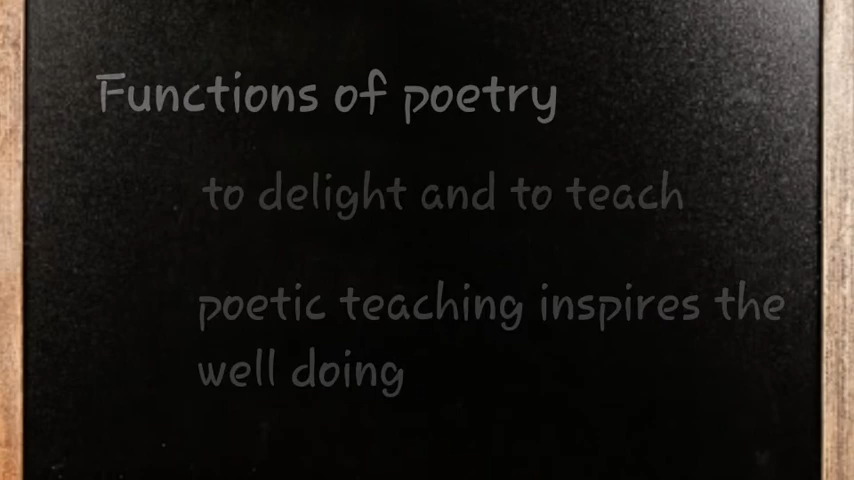 Functions of poetry
to delight and to teach
poetic teaching inspires the
well doing